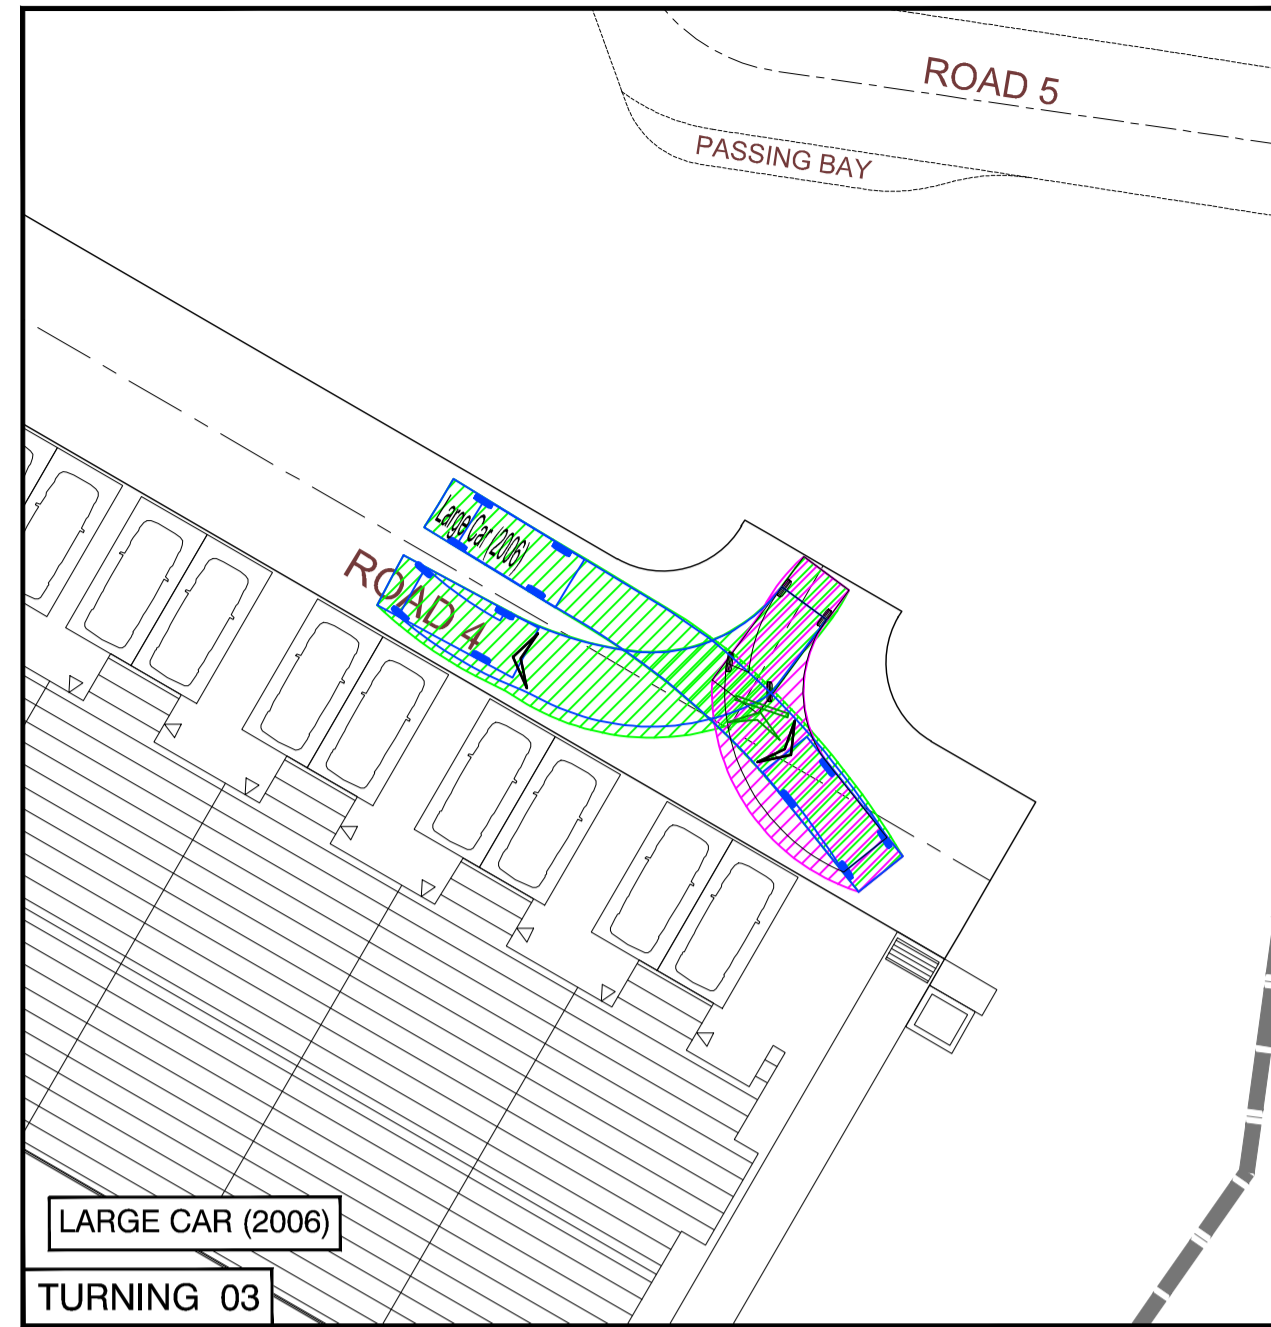 ROAD 5
PASSING BAY
Large Car (2006)
ROAD 4
LARGE CAR (2006)
TURNING 03